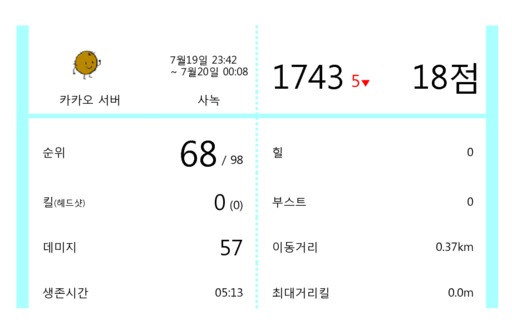 7월19일 23:42
~ 7월20일 00:08
카카오 서버 사녹
1743 5▼ 18점
순위 68 / 98
킬(헤드샷) 0 (0)
데미지 57
생존시간 05:13
힐 0
부스트 0
이동거리 0.37km
최대거리킬 0.0m